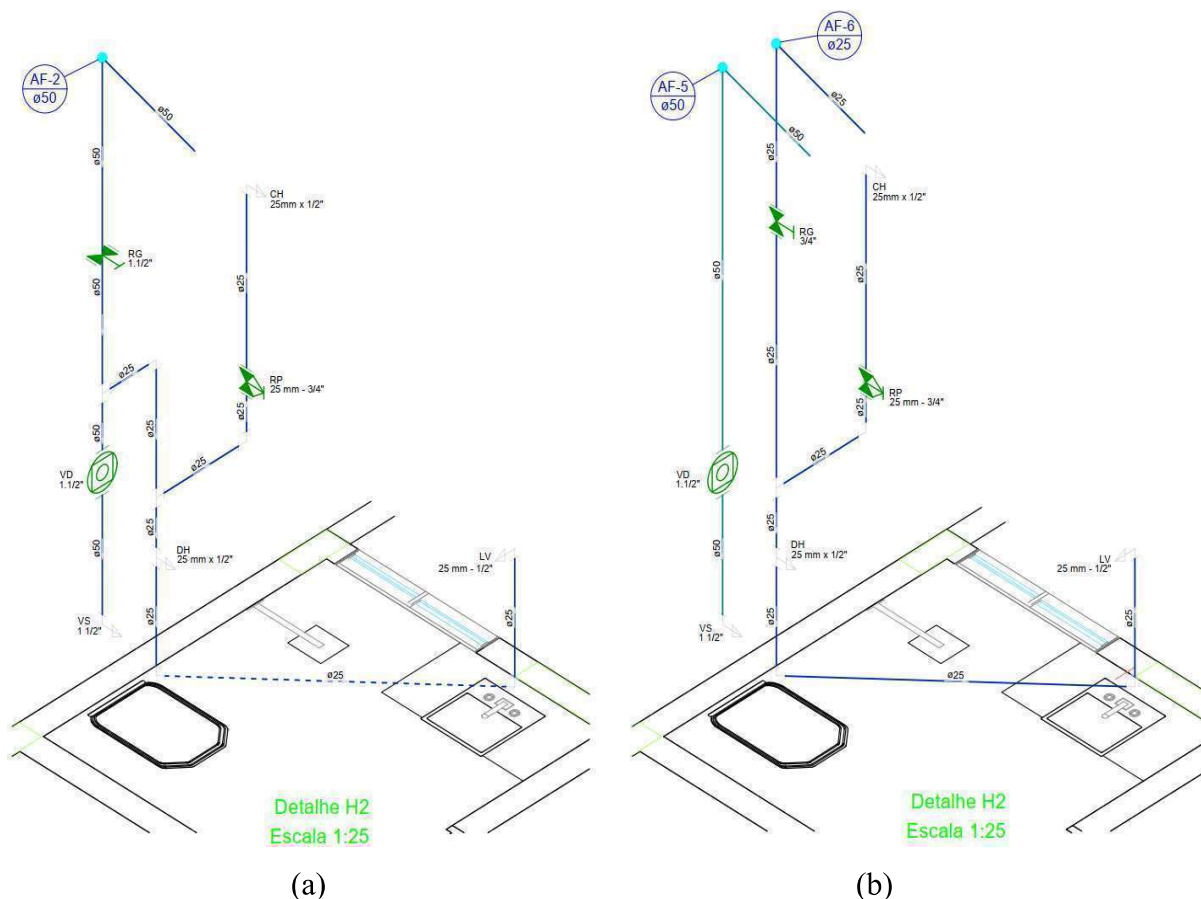 AF-2
ø50
ø50
ø50
RG
1.1/2"
ø50
CH
25mm x 1/2"
ø25
ø25
RP
25 mm - 3/4"
ø25
ø50
ø25
VD
1.1/2"
ø25
ø50
ø25
DH
25 mm x 1/2"
LV
25 mm - 1/2"
VS
1 1/2"
ø25
ø25
ø25
Detalhe H2
Escala 1:25
(a)
AF-6
ø25
AF-5
ø50
ø25
ø50
ø25
CH
25mm x 1/2"
RG
3/4"
ø50
ø25
ø25
RP
25 mm - 3/4"
ø25
VD
1.1/2"
ø25
ø50
ø25
DH
25 mm x 1/2"
LV
25 mm - 1/2"
VS
1 1/2"
ø25
ø25
ø25
Detalhe H2
Escala 1:25
(b)